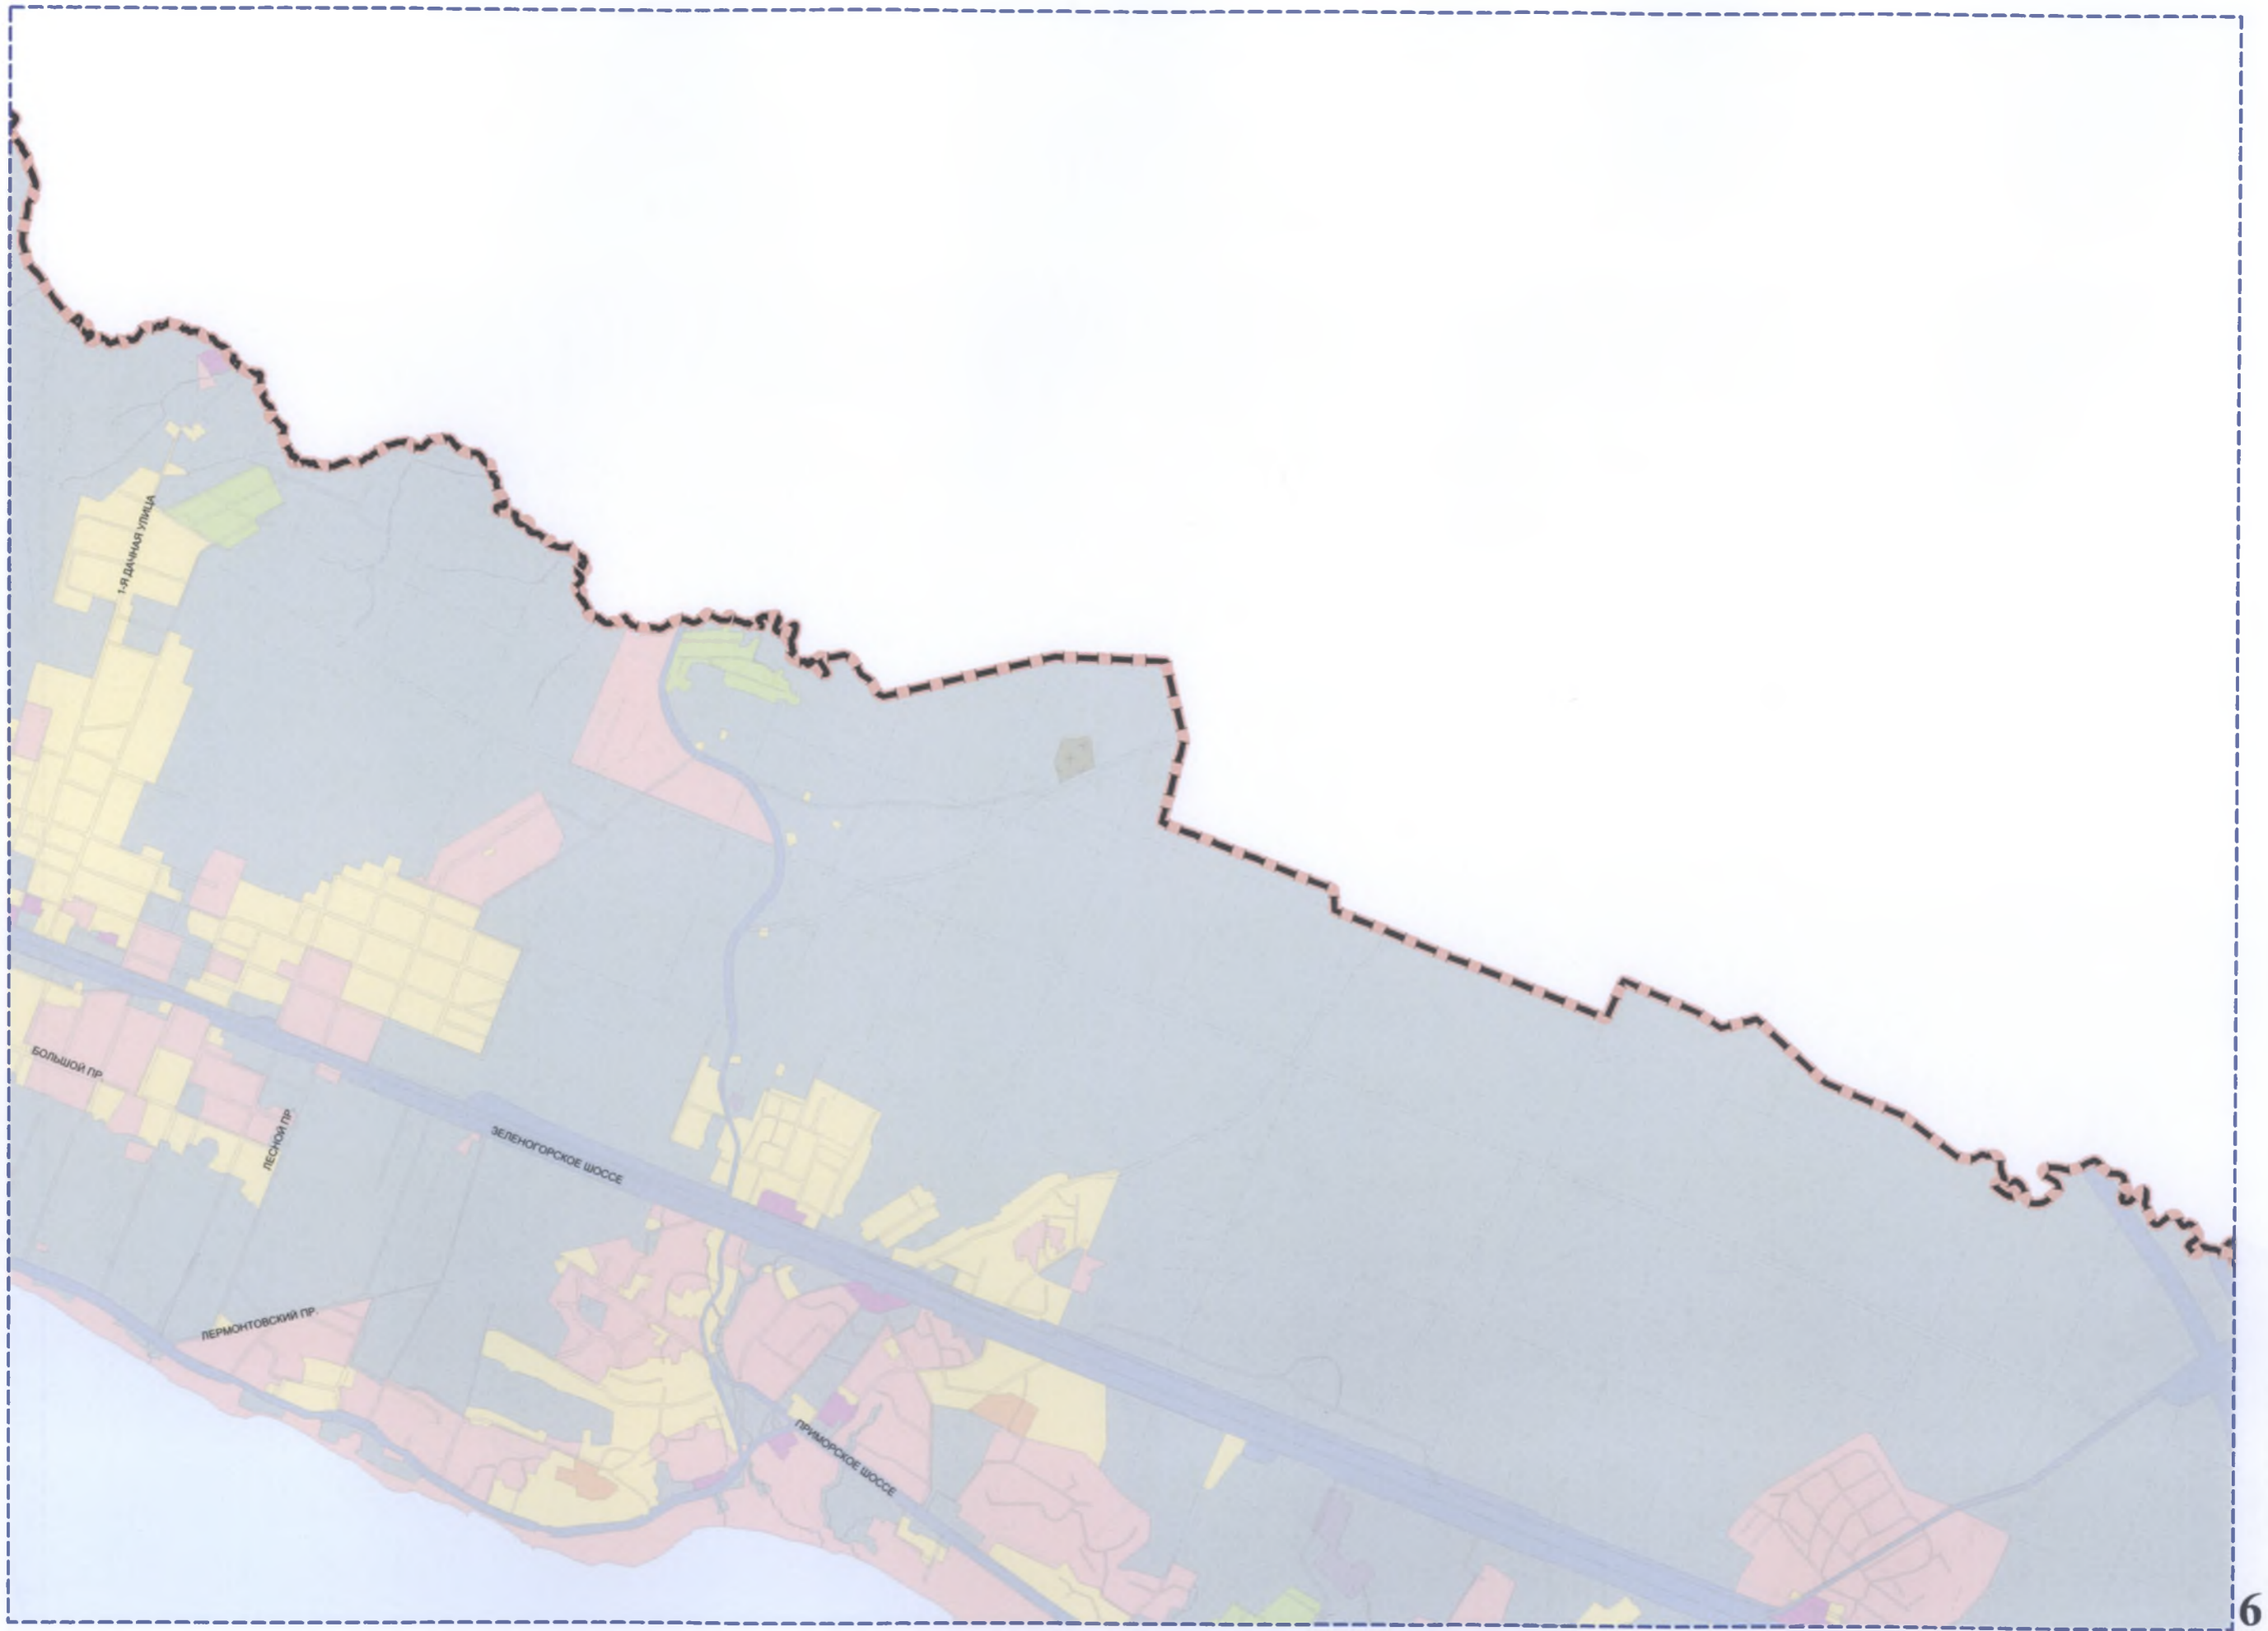 1-Я ДАЧНАЯ УЛИЦА
БОЛЬШОЙ ПР.
ЛЕСНОЙ ПР.
ЗЕЛЕНОГОРСКОЕ ШОССЕ
ЛЕРМОНТОВСКИЙ ПР.
ПРИМОРСКОЕ ШОССЕ
6